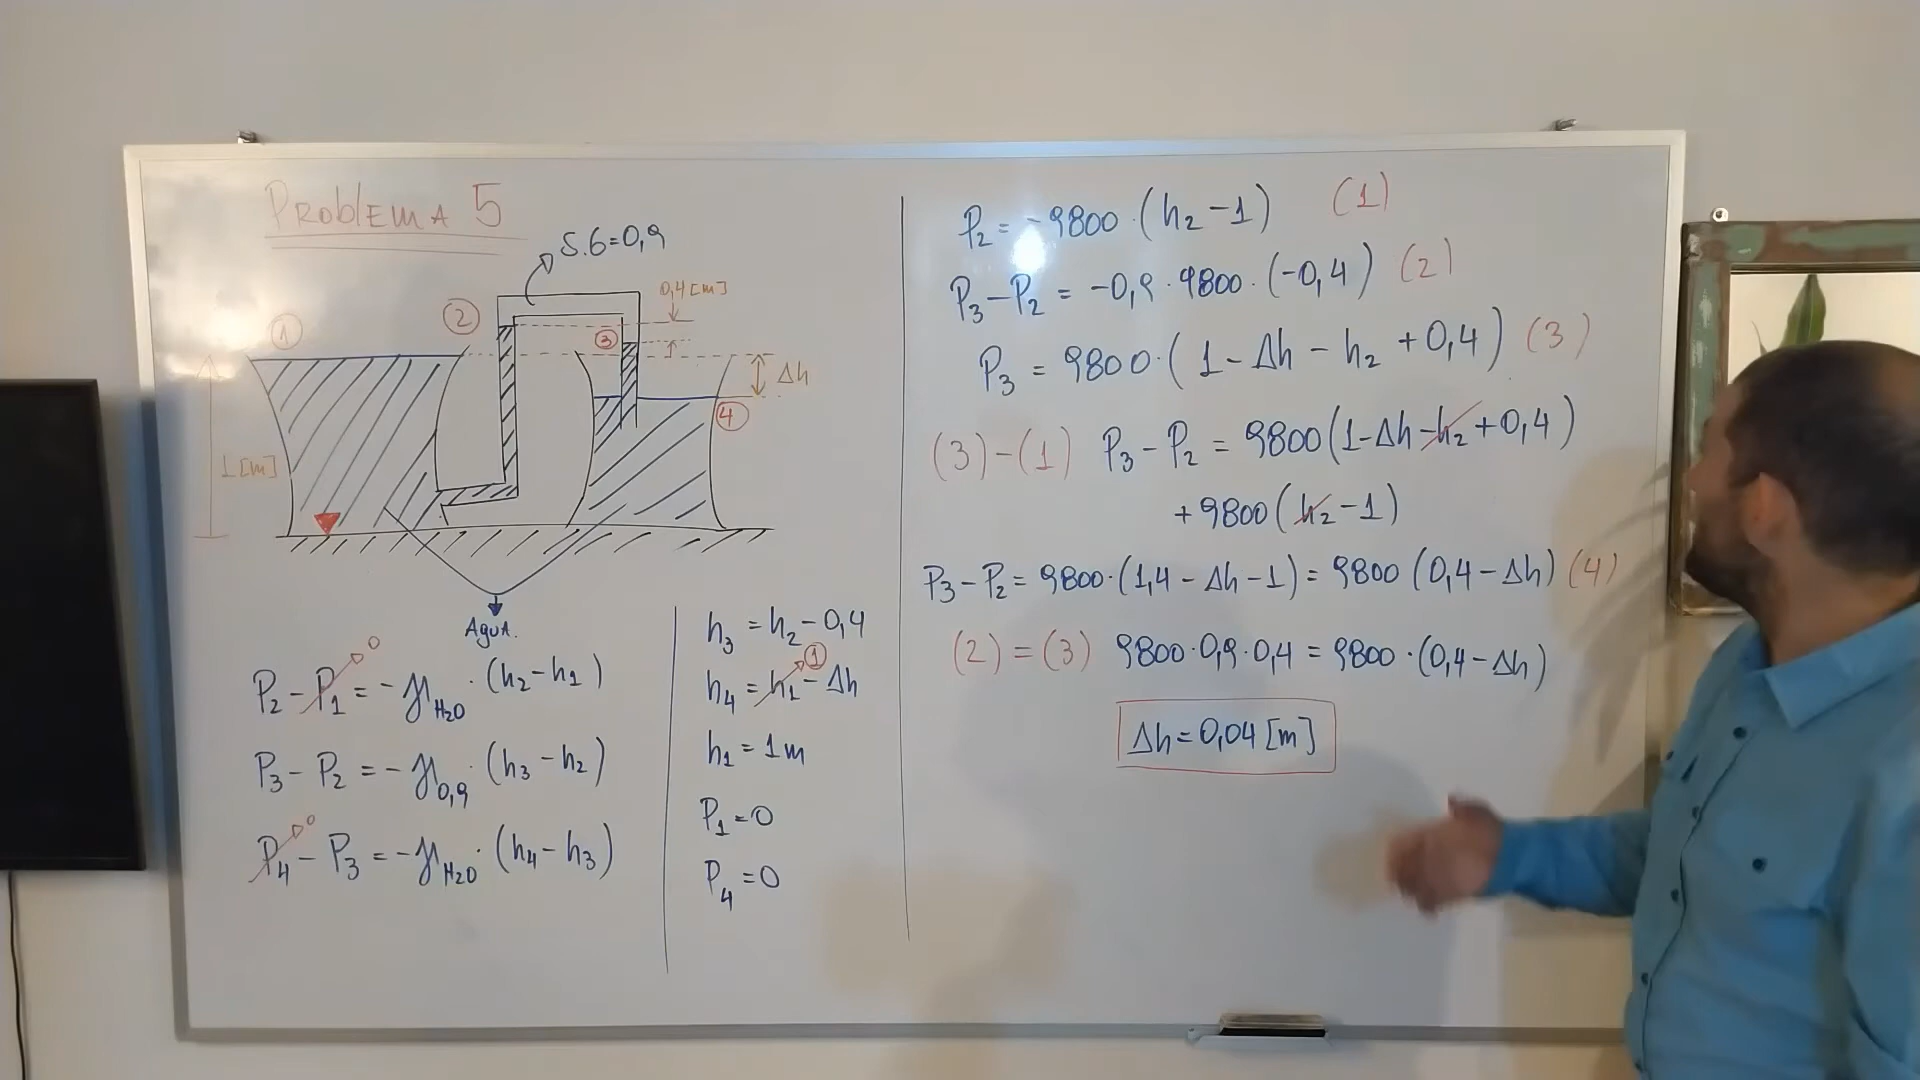 Problema 5
S.G=0,9
0,4[m]
②
①
③
Δh
④
1[m]
Agua.
P₂ - P₁ = -γH₂O · (h₂ - h₁)
0
P₃ - P₂ = -γ0,9 · (h₃ - h₂)
P₄ - P₃ = -γH₂O · (h₄ - h₃)
0
h₃ = h₂ - 0,4
h₄ = h₁ - Δh
①
h₁ = 1m
P₁ = 0
P₄ = 0
P₂ = -9800 · (h₂ - 1) (1)
P₃ - P₂ = -0,9 · 9800 · (-0,4) (2)
P₃ = 9800 · (1 - Δh - h₂ + 0,4) (3)
(3)-(1) P₃ - P₂ = 9800(1 - Δh - h₂ + 0,4)
+ 9800(h₂ - 1)
P₃ - P₂ = 9800 · (1,4 - Δh - 1) = 9800 (0,4 - Δh) (4)
(2) = (3) 9800 · 0,9 · 0,4 = 9800 · (0,4 - Δh)
Δh = 0,04 [m]